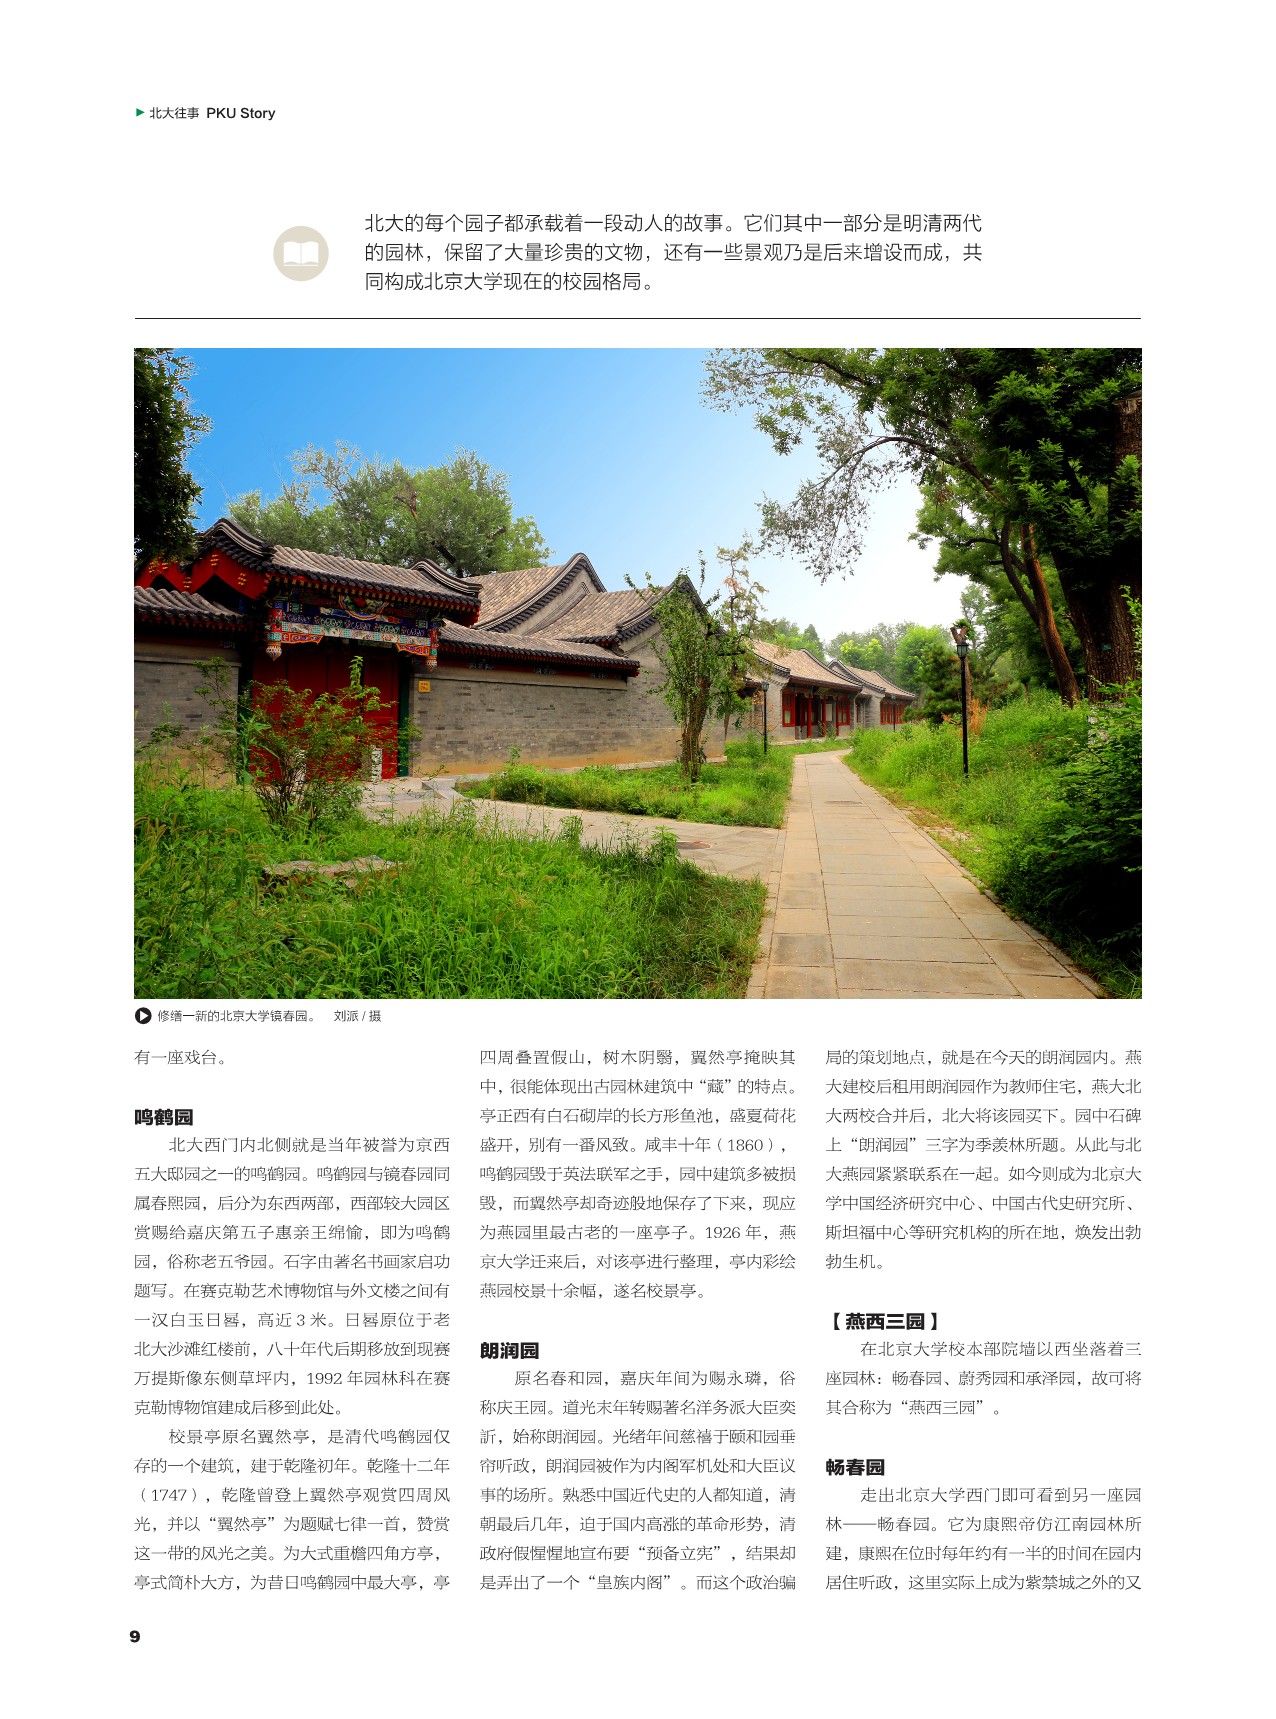 北大往事 PKU Story
北大的每个园子都承载着一段动人的故事。它们其中一部分是明清两代
的园林，保留了大量珍贵的文物，还有一些景观乃是后来增设而成，共
同构成北京大学现在的校园格局。
修缮一新的北京大学镜春园。 刘派 / 摄
有一座戏台。
鸣鹤园
北大西门内北侧就是当年被誉为京西
五大邸园之一的鸣鹤园。鸣鹤园与镜春园同
属春熙园，后分为东西两部，西部较大园区
赏赐给嘉庆第五子惠亲王绵愉，即为鸣鹤
园，俗称老五爷园。石字由著名书画家启功
题写。在赛克勒艺术博物馆与外文楼之间有
一汉白玉日晷，高近 3 米。日晷原位于老
北大沙滩红楼前，八十年代后期移放到现赛
万提斯像东侧草坪内，1992 年园林科在赛
克勒博物馆建成后移到此处。
校景亭原名翼然亭，是清代鸣鹤园仅
存的一个建筑，建于乾隆初年。乾隆十二年
（1747），乾隆曾登上翼然亭观赏四周风
光，并以“翼然亭”为题赋七律一首，赞赏
这一带的风光之美。为大式重檐四角方亭，
亭式简朴大方，为昔日鸣鹤园中最大亭，亭
四周叠置假山，树木阴翳，翼然亭掩映其
中，很能体现出古园林建筑中“藏”的特点。
亭正西有白石砌岸的长方形鱼池，盛夏荷花
盛开，别有一番风致。咸丰十年（1860），
鸣鹤园毁于英法联军之手，园中建筑多被损
毁，而翼然亭却奇迹般地保存了下来，现应
为燕园里最古老的一座亭子。1926 年，燕
京大学迁来后，对该亭进行整理，亭内彩绘
燕园校景十余幅，遂名校景亭。
朗润园
原名春和园，嘉庆年间为赐永璘，俗
称庆王园。道光末年转赐著名洋务派大臣奕
訢，始称朗润园。光绪年间慈禧于颐和园垂
帘听政，朗润园被作为内阁军机处和大臣议
事的场所。熟悉中国近代史的人都知道，清
朝最后几年，迫于国内高涨的革命形势，清
政府假惺惺地宣布要“预备立宪”，结果却
是弄出了一个“皇族内阁”。而这个政治骗
局的策划地点，就是在今天的朗润园内。燕
大建校后租用朗润园作为教师住宅，燕大北
大两校合并后，北大将该园买下。园中石碑
上“朗润园”三字为季羡林所题。从此与北
大燕园紧紧联系在一起。如今则成为北京大
学中国经济研究中心、中国古代史研究所、
斯坦福中心等研究机构的所在地，焕发出勃
勃生机。
【燕西三园】
在北京大学校本部院墙以西坐落着三
座园林：畅春园、蔚秀园和承泽园，故可将
其合称为“燕西三园”。
畅春园
走出北京大学西门即可看到另一座园
林——畅春园。它为康熙帝仿江南园林所
建，康熙在位时每年约有一半的时间在园内
居住听政，这里实际上成为紫禁城之外的又
9